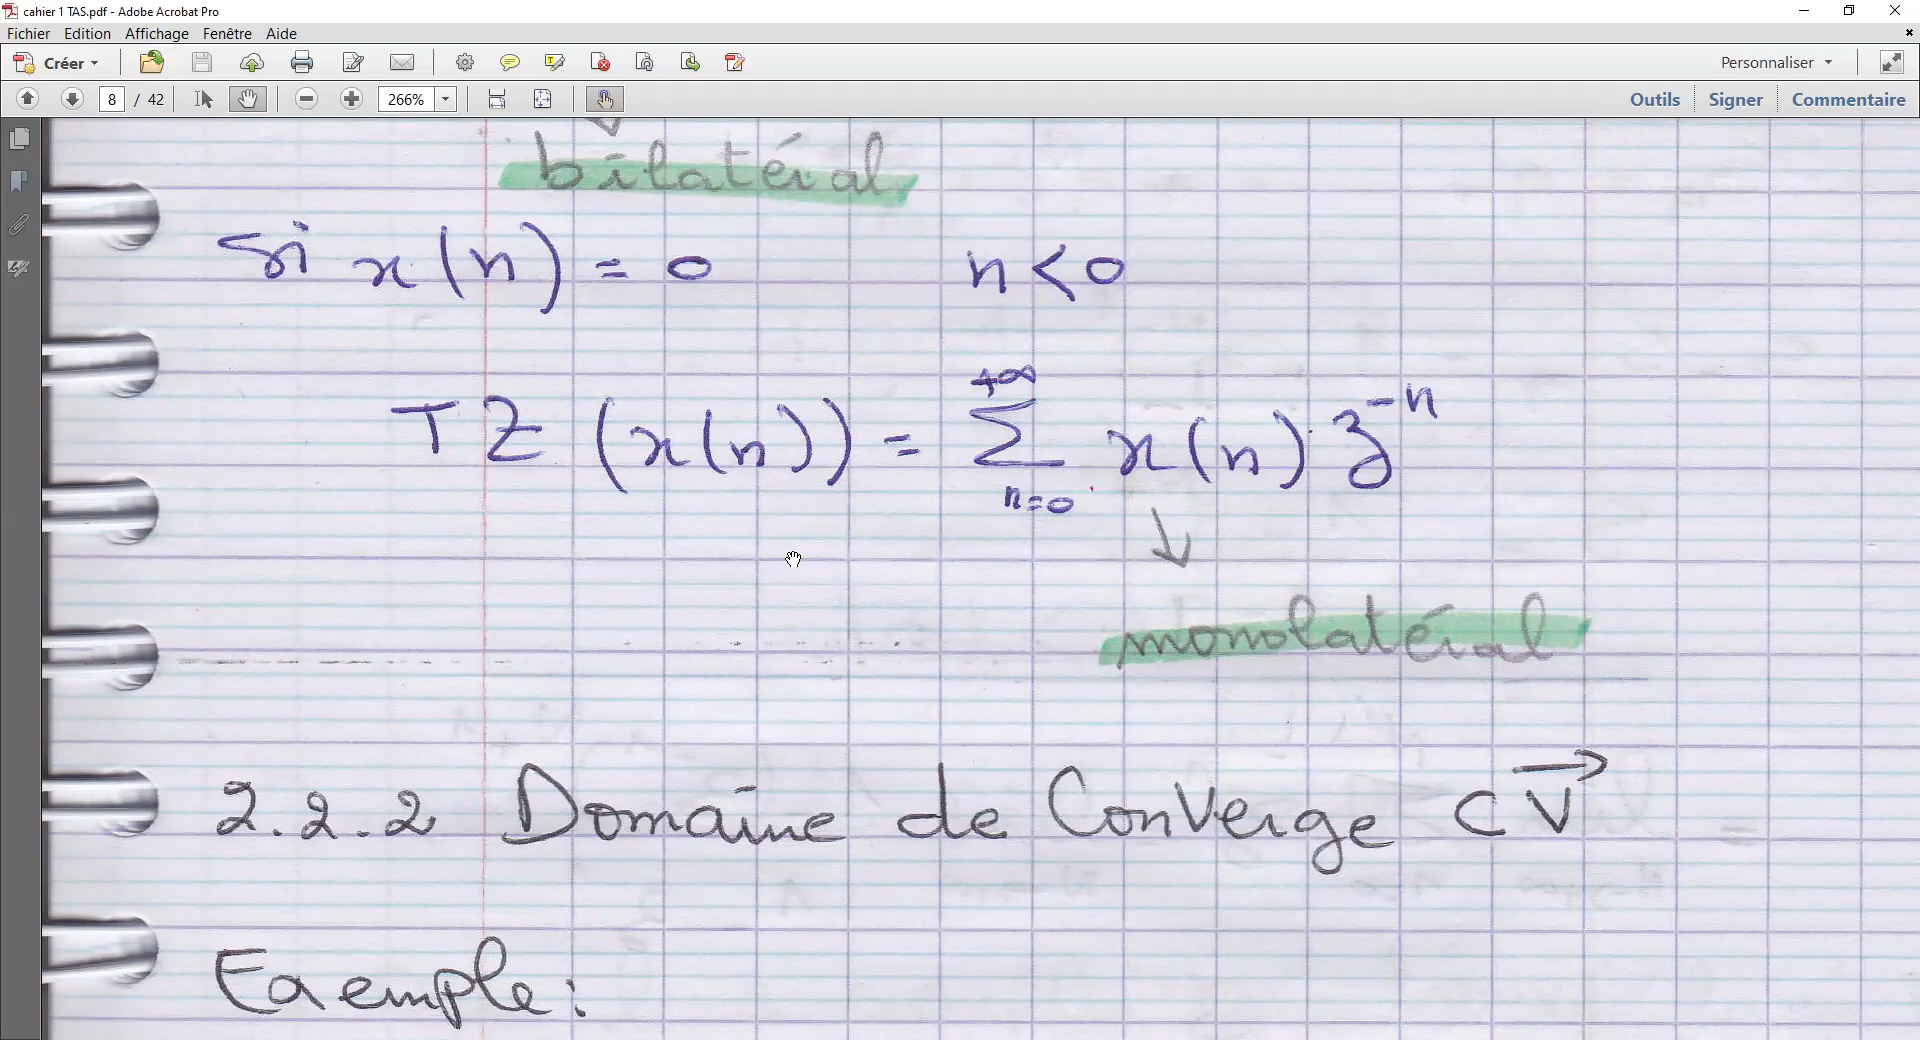 cahier 1 TAS.pdf - Adobe Acrobat Pro
Fichier Edition Affichage Fenêtre Aide
Créer Personnaliser
8 / 42 266% Outils Signer Commentaire
bilatéral
Si x(n) = 0 n < 0
TZ (x(n)) = ∑ₙ₌₀⁺∞ x(n) z⁻ⁿ
↓
monolatéral
2.2.2 Domaine de Converge CV→
Eaemple: